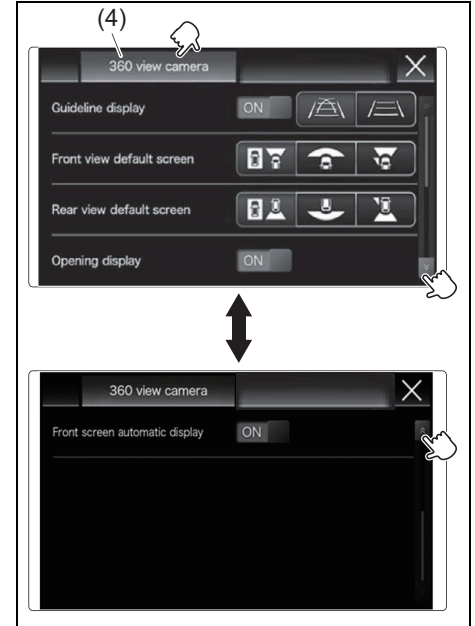 (4)
360 view camera
Guideline display ON
Front view default screen
Rear view default screen
Opening display ON
360 view camera
Front screen automatic display ON